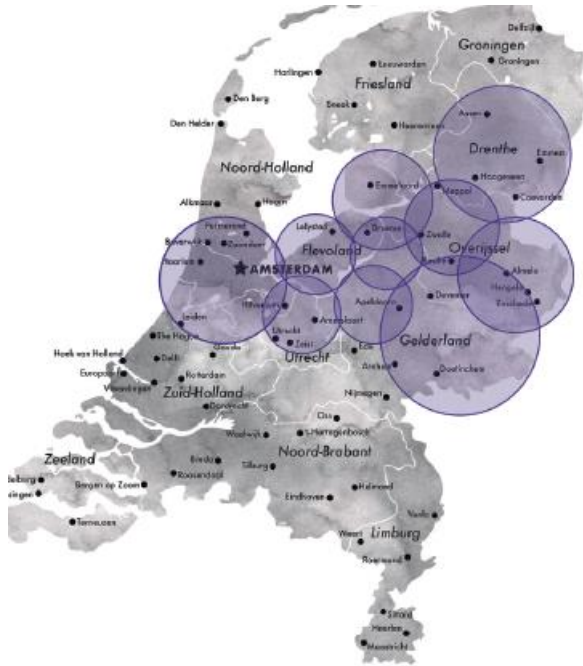 Delfzijl
Groningen
Groningen
Leeuwarden
Harlingen
Friesland
Sneek
Den Berg
Assen
Den Helder
Heerenveen
Drenthe
Emmen
Noord-Holland
Hoogeveen
Emmeloord
Meppel
Coevorden
Alkmaar
Hoorn
Purmerend
Lelystad
Dronten
Zwolle
Beverwijk
Zaandam
Flevoland
Overijssel
Haarlem
AMSTERDAM
Almelo
Hengelo
Deventer
Enschede
Hilversum
Apeldoorn
Leiden
Amersfoort
Utrecht
Zeist
Gelderland
The Hague
Gouda
Ede
Hoek van Holland
Delft
Utrecht
Arnhem
Doetinchem
Europoort
Rotterdam
Vlaardingen
Zuid-Holland
Nijmegen
Dordrecht
Oss
Waalwijk
's-Hertogenbosch
Zeeland
Breda
Noord-Brabant
Tilburg
Roosendaal
delburg
Bergen op Zoom
Helmond
singen
Eindhoven
Venlo
Terneuzen
Weert
Limburg
Roermond
Sittard
Heerlen
Maastricht